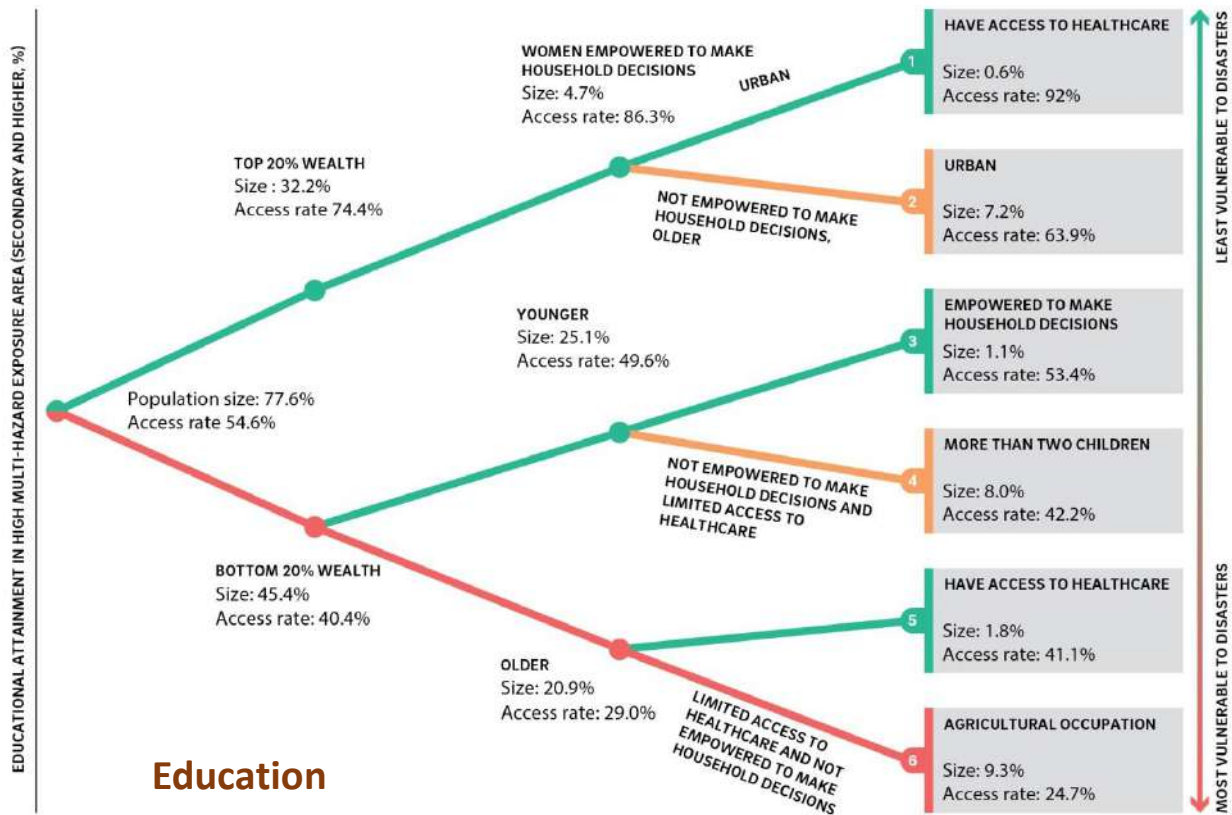 EDUCATIONAL ATTAINMENT IN HIGH MULTI-HAZARD EXPOSURE AREA (SECONDARY AND HIGHER, %)
Population size: 77.6%
Access rate 54.6%
TOP 20% WEALTH
Size : 32.2%
Access rate 74.4%
BOTTOM 20% WEALTH
Size: 45.4%
Access rate: 40.4%
WOMEN EMPOWERED TO MAKE
HOUSEHOLD DECISIONS
Size: 4.7%
Access rate: 86.3%
URBAN
NOT EMPOWERED TO MAKE
HOUSEHOLD DECISIONS,
OLDER
YOUNGER
Size: 25.1%
Access rate: 49.6%
NOT EMPOWERED TO MAKE
HOUSEHOLD DECISIONS AND
LIMITED ACCESS TO
HEALTHCARE
OLDER
Size: 20.9%
Access rate: 29.0%
LIMITED ACCESS TO
HEALTHCARE AND NOT
EMPOWERED TO MAKE
HOUSEHOLD DECISIONS
1
HAVE ACCESS TO HEALTHCARE
Size: 0.6%
Access rate: 92%
2
URBAN
Size: 7.2%
Access rate: 63.9%
3
EMPOWERED TO MAKE
HOUSEHOLD DECISIONS
Size: 1.1%
Access rate: 53.4%
4
MORE THAN TWO CHILDREN
Size: 8.0%
Access rate: 42.2%
5
HAVE ACCESS TO HEALTHCARE
Size: 1.8%
Access rate: 41.1%
6
AGRICULTURAL OCCUPATION
Size: 9.3%
Access rate: 24.7%
LEAST VULNERABLE TO DISASTERS
MOST VULNERABLE TO DISASTERS
Education